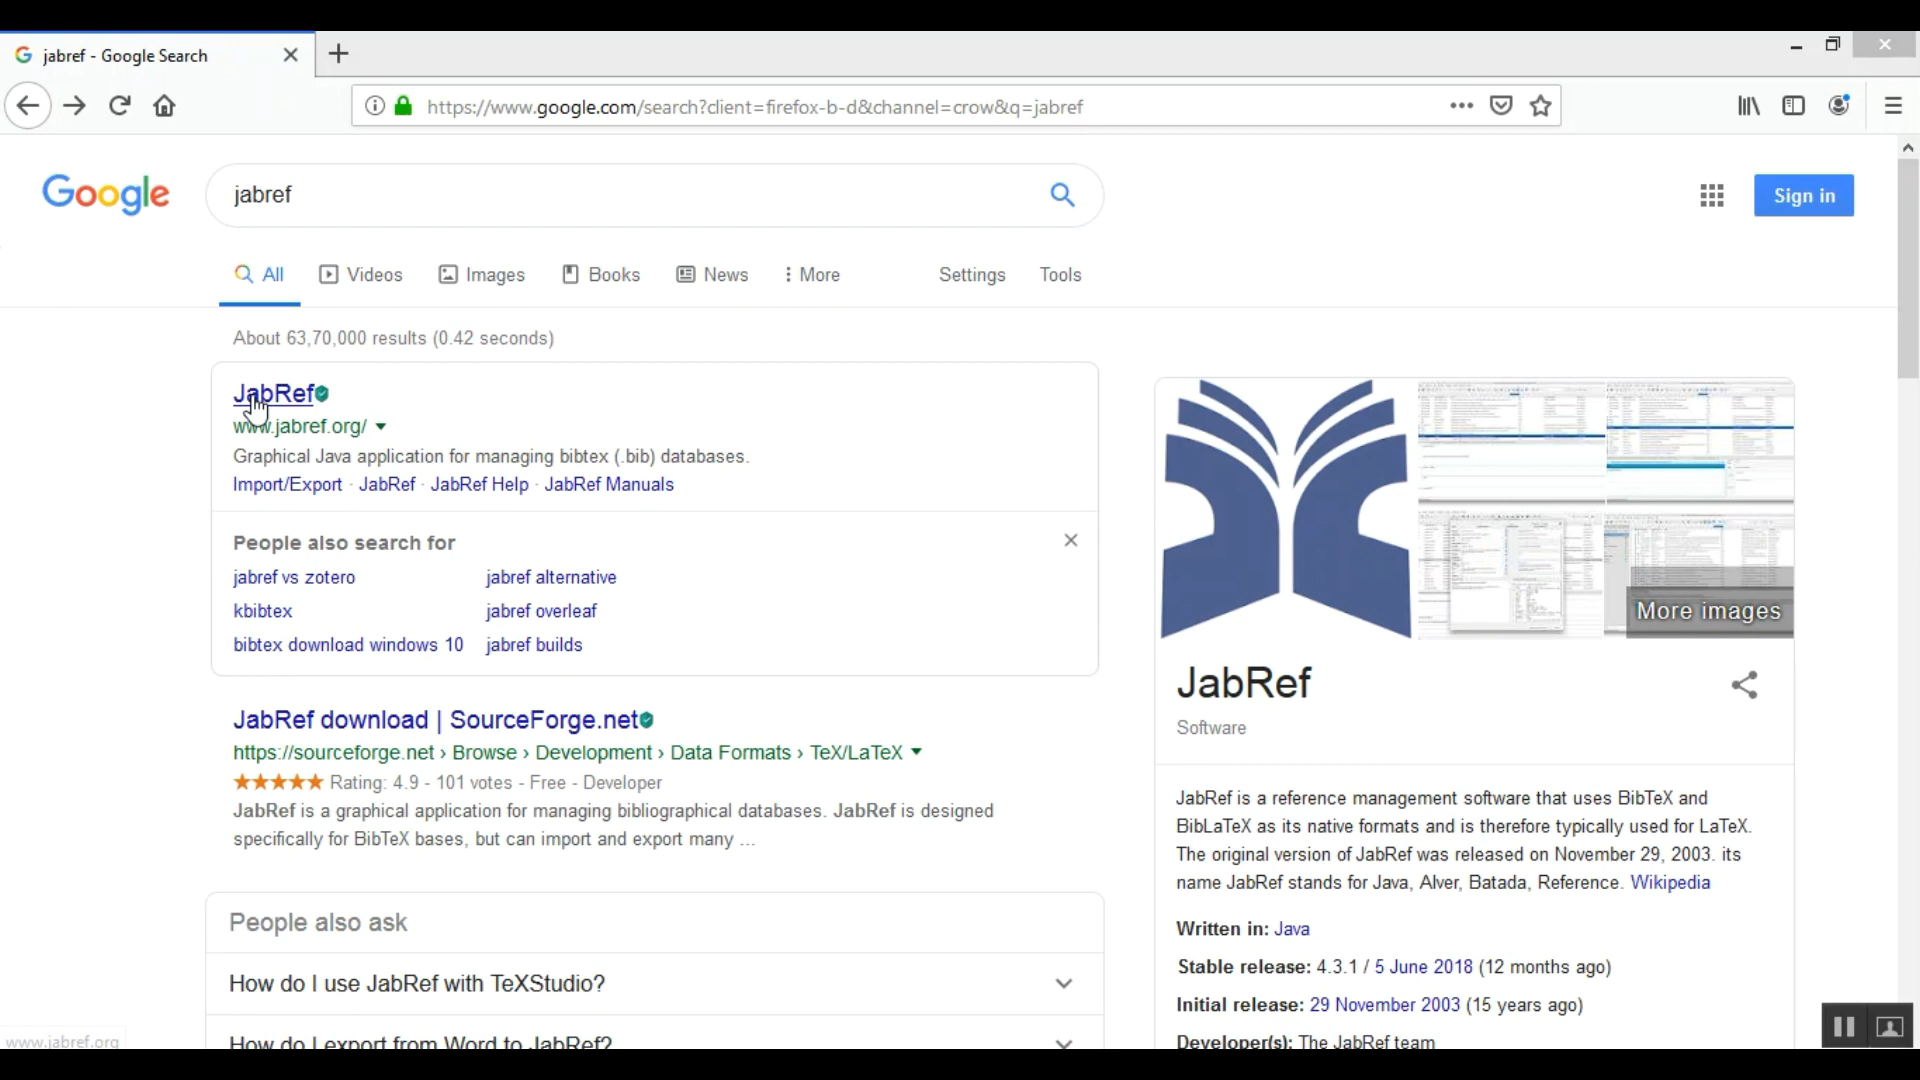 jabref - Google Search
https://www.google.com/search?client=firefox-b-d&channel=crow&q=jabref
Google
jabref
Sign in
All Videos Images Books News More Settings Tools
About 63,70,000 results (0.42 seconds)
JabRef
www.jabref.org/
Graphical Java application for managing bibtex (.bib) databases.
Import/Export · JabRef · JabRef Help · JabRef Manuals
People also search for
jabref vs zotero
jabref alternative
kbibtex
jabref overleaf
bibtex download windows 10
jabref builds
JabRef download | SourceForge.net
https://sourceforge.net › Browse › Development › Data Formats › TeX/LaTeX
Rating: 4.9 - 101 votes - Free - Developer
JabRef is a graphical application for managing bibliographical databases. JabRef is designed
specifically for BibTeX bases, but can import and export many ...
People also ask
How do I use JabRef with TeXStudio?
How do I export from Word to JabRef?
www.jabref.org
More images
JabRef
Software
JabRef is a reference management software that uses BibTeX and
BibLaTeX as its native formats and is therefore typically used for LaTeX.
The original version of JabRef was released on November 29, 2003. its
name JabRef stands for Java, Alver, Batada, Reference. Wikipedia
Written in: Java
Stable release: 4.3.1 / 5 June 2018 (12 months ago)
Initial release: 29 November 2003 (15 years ago)
Developer(s): The JabRef team